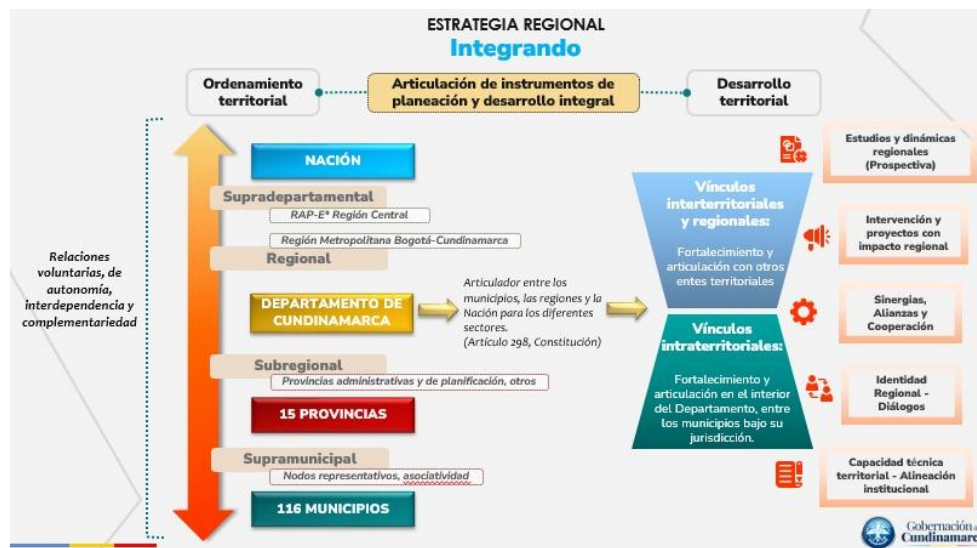 ESTRATEGIA REGIONAL
Integrando
Ordenamiento
territorial
Articulación de instrumentos de
planeación y desarrollo integral
Desarrollo
territorial
Relaciones
voluntarias, de
autonomía,
interdependencia y
complementariedad
NACIÓN
Supradepartamental
RAP-E* Región Central
Región Metropolitana Bogotá-Cundinamarca
Regional
DEPARTAMENTO DE
CUNDINAMARCA
Subregional
Provincias administrativas y de planificación, otros
15 PROVINCIAS
Supramunicipal
Nodos representativos, asociatividad
116 MUNICIPIOS
Articulador entre los
municipios, las regiones y la
Nación para los diferentes
sectores.
(Artículo 298, Constitución)
Vínculos
interterritoriales
y regionales:
Fortalecimiento y
articulación con otros
entes territoriales
Vínculos
intraterritoriales:
Fortalecimiento y
articulación en el interior
del Departamento, entre
los municipios bajo su
jurisdicción.
Estudios y dinámicas
regionales
(Prospectiva)
Intervención y
proyectos con
impacto regional
Sinergias,
Alianzas y
Cooperación
Identidad
Regional -
Diálogos
Capacidad técnica
territorial - Alineación
institucional
Gobernación
Cundinamarc